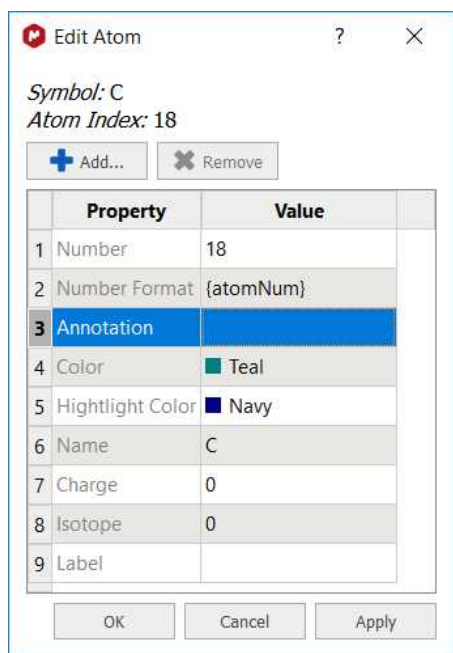 Edit Atom ?
Symbol: C
Atom Index: 18
Add... Remove
Property Value
1 Number 18
2 Number Format {atomNum}
3 Annotation
4 Color Teal
5 Hightlight Color Navy
6 Name C
7 Charge 0
8 Isotope 0
9 Label
OK Cancel Apply